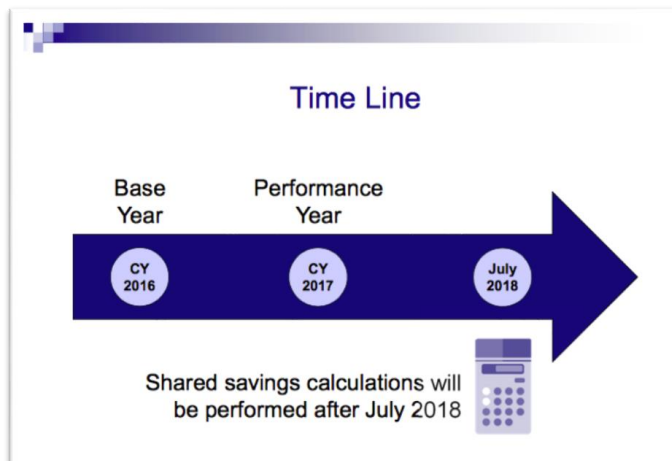 Time Line
Base
Year
Performance
Year
CY
2016
CY
2017
July
2018
Shared savings calculations will
be performed after July 2018